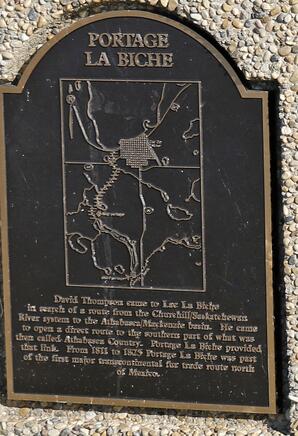 PORTAGE
LA BICHE
David Thompson came to Lac La Biche
in search of a route from the Churchill/Saskatchewan
River system to the Athabasca/Mackenzie basin. He came
to open a direct route to the southern part of what was
then called Athabasca Country. Portage La Biche provided
that link. From 1811 to 1825 Portage La Biche was part
of the first major transcontinental fur trade route north
of Mexico.